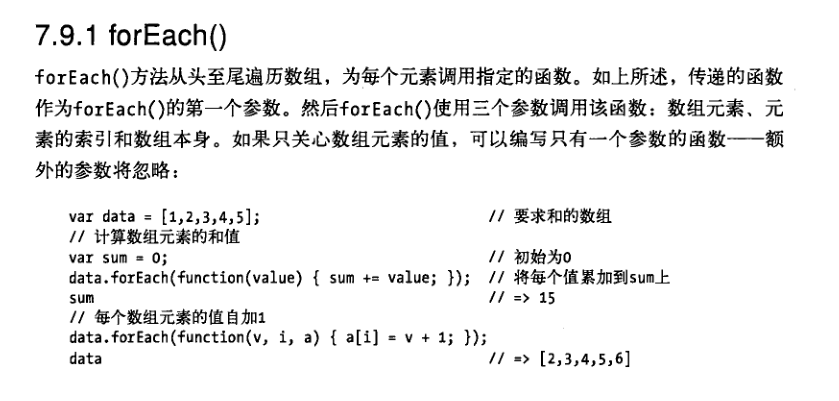 7.9.1 forEach()
forEach()方法从头至尾遍历数组，为每个元素调用指定的函数。如上所述，传递的函数
作为forEach()的第一个参数。然后forEach()使用三个参数调用该函数：数组元素、元
素的索引和数组本身。如果只关心数组元素的值，可以编写只有一个参数的函数——额
外的参数将忽略：
var data = [1,2,3,4,5]; // 要求和的数组
// 计算数组元素的和值
var sum = 0; // 初始为0
data.forEach(function(value) { sum += value; }); // 将每个值累加到sum上
sum // => 15
// 每个数组元素的值自加1
data.forEach(function(v, i, a) { a[i] = v + 1; });
data // => [2,3,4,5,6]